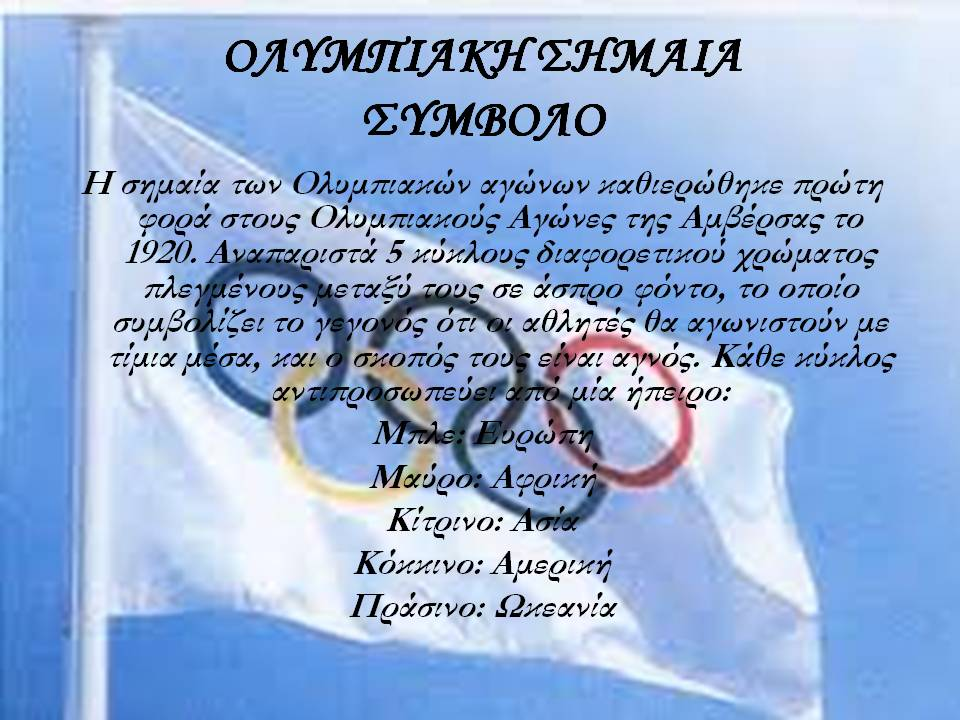 ΟΛΥΜΠΙΑΚΗ ΣΗΜΑΙΑ
ΣΥΜΒΟΛΟ
Η σημαία των Ολυμπιακών αγώνων καθιερώθηκε πρώτη
φορά στους Ολυμπιακούς Αγώνες της Αμβέρσας το
1920. Αναπαριστά 5 κύκλους διαφορετικού χρώματος
πλεγμένους μεταξύ τους σε άσπρο φόντο, το οποίο
συμβολίζει το γεγονός ότι οι αθλητές θα αγωνιστούν με
τίμια μέσα, και ο σκοπός τους είναι αγνός. Κάθε κύκλος
αντιπροσωπεύει από μία ήπειρο:
Μπλε: Ευρώπη
Μαύρο: Αφρική
Κίτρινο: Ασία
Κόκκινο: Αμερική
Πράσινο: Ωκεανία